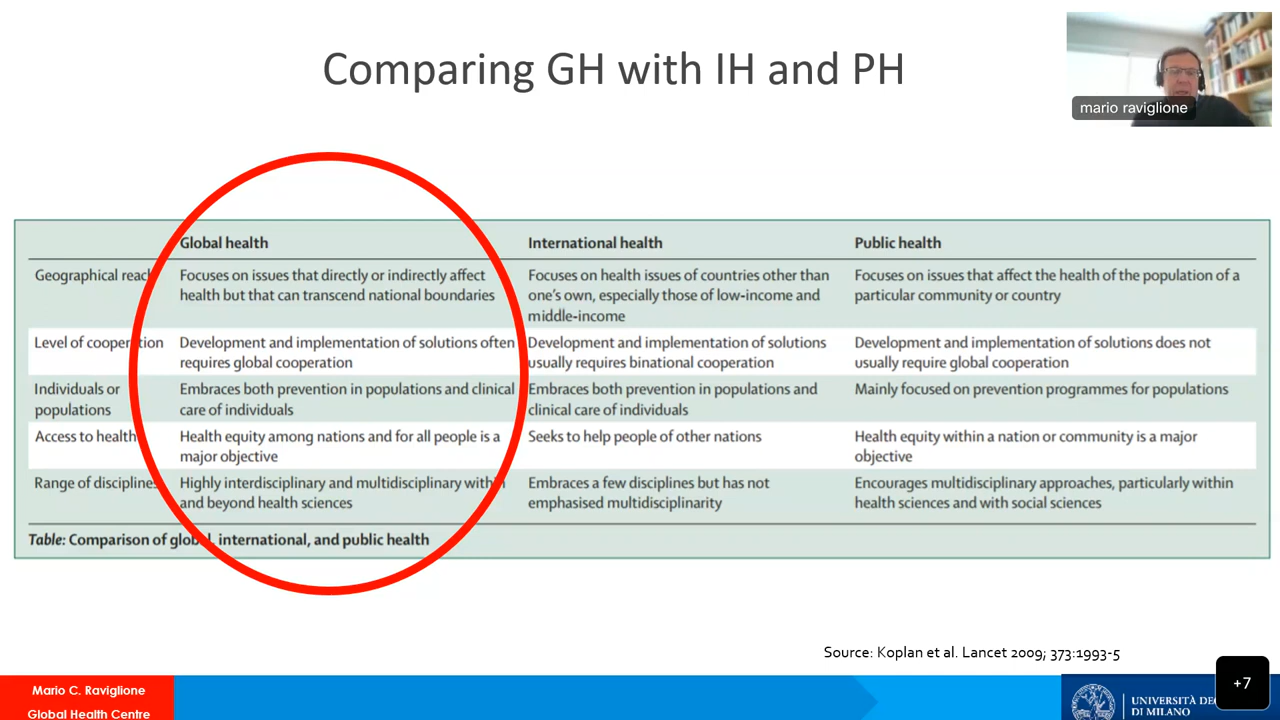 Comparing GH with IH and PH
mario raviglione
Global health International health Public health
Geographical reach Focuses on issues that directly or indirectly affect Focuses on health issues of countries other than Focuses on issues that affect the health of the population of a
health but that can transcend national boundaries one's own, especially those of low-income and particular community or country
middle-income
Level of cooperation Development and implementation of solutions often Development and implementation of solutions Development and implementation of solutions does not
requires global cooperation usually requires binational cooperation usually require global cooperation
Individuals or Embraces both prevention in populations and clinical Embraces both prevention in populations and Mainly focused on prevention programmes for populations
populations care of individuals clinical care of individuals
Access to health Health equity among nations and for all people is a Seeks to help people of other nations Health equity within a nation or community is a major
major objective objective
Range of disciplines Highly interdisciplinary and multidisciplinary within Embraces a few disciplines but has not Encourages multidisciplinary approaches, particularly within
and beyond health sciences emphasised multidisciplinarity health sciences and with social sciences
Table: Comparison of global, international, and public health
Source: Koplan et al. Lancet 2009; 373:1993-5
Mario C. Raviglione
Global Health Centre
UNIVERSITÀ
DI MILANO
+7